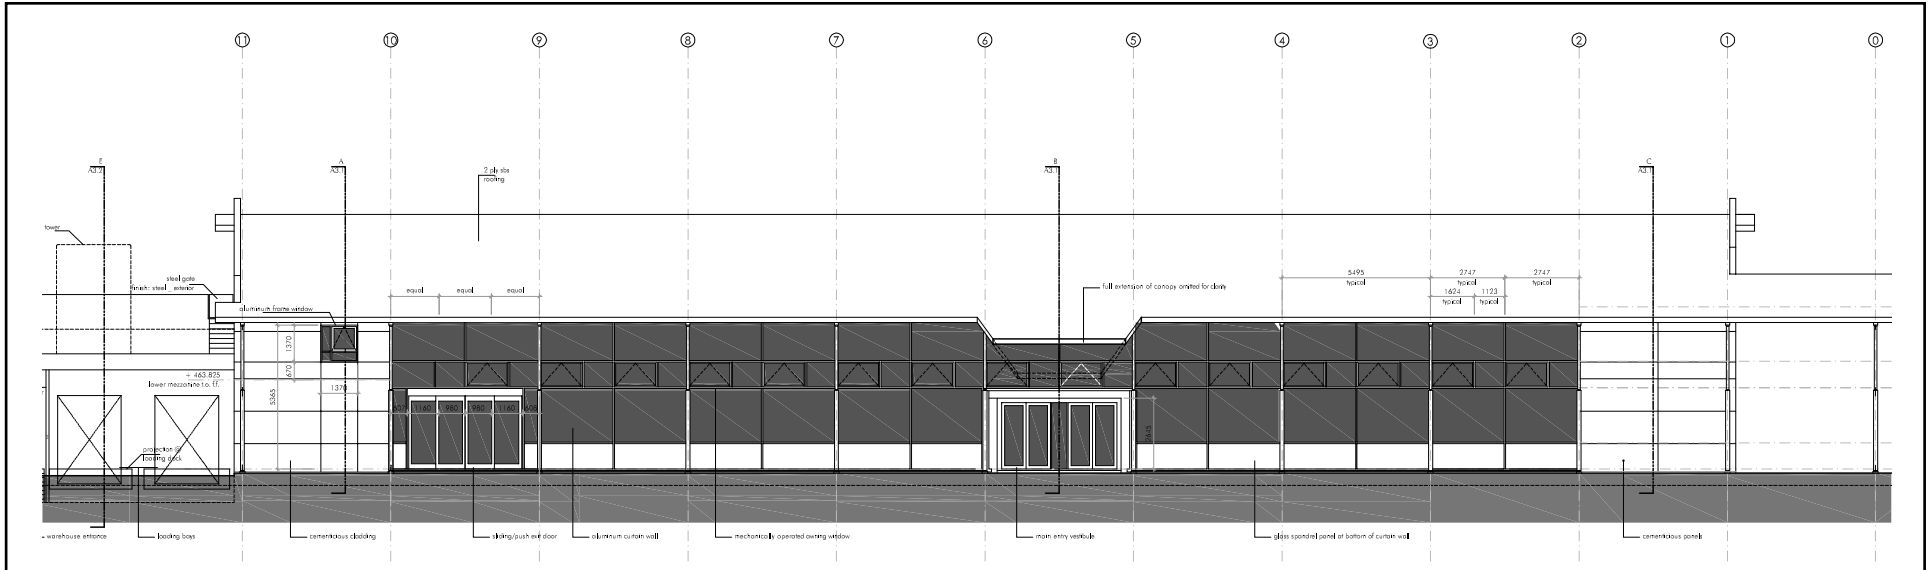 11 10 9 8 7 6 5 4 3 2 1 0
E
A3.2
A
A3.1
B
A3.1
C
A3.1
2 ply sbs
roofing
tower
steel gate
finish: steel _ exterior
aluminum frame window
equal equal equal
full extension of canopy omitted for clarity
5495
typical
2747
typical
2747
typical
1624
typical
1123
typical
1370
670
5365
1370
+ 463.825
lower mezzanine t.o. f.f.
607 1160 980 980 1160 608
2645
projection @
loading dock
warehouse entrance
loading bays
cementicious cladding
sliding/push exit door
aluminum curtain wall
mechanically operated awning window
main entry vestibule
glass spandrel panel at bottom of curtain wall
cementicious panels